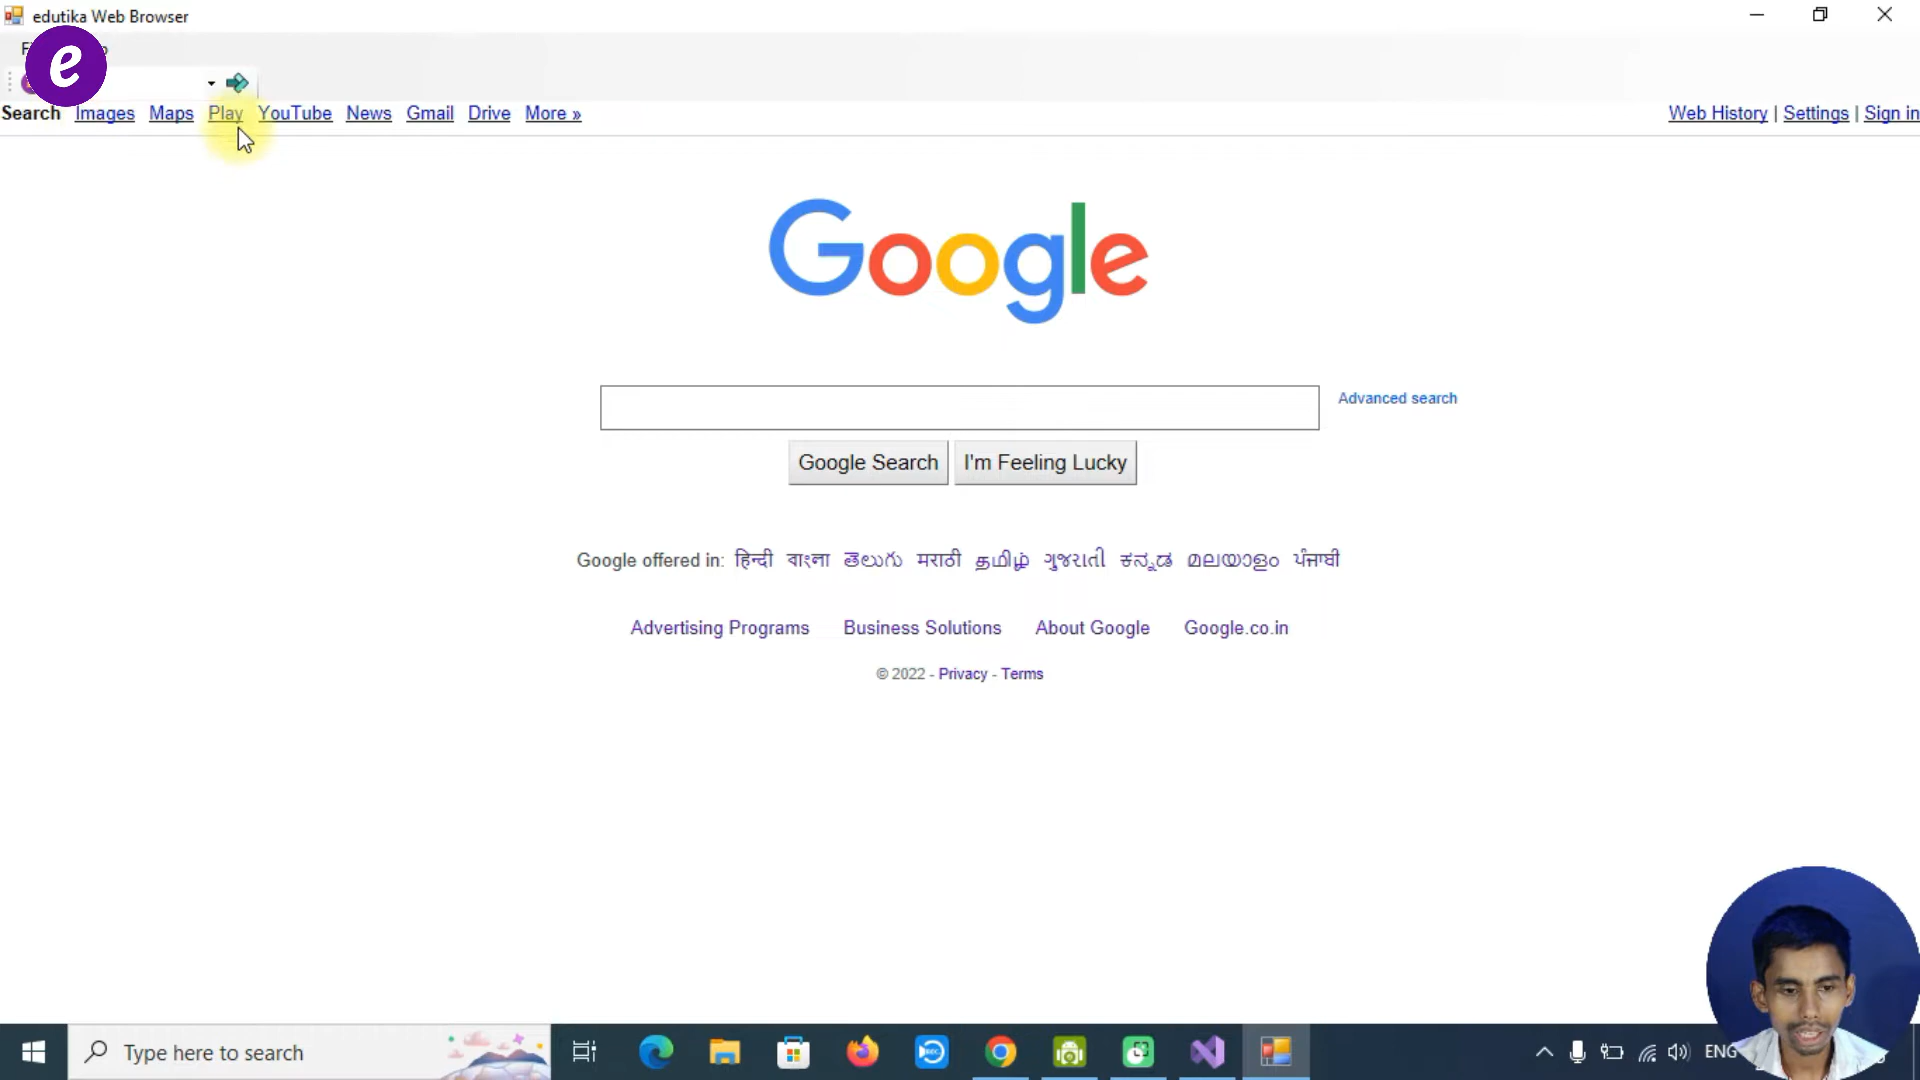 edutika Web Browser
e
Search Images Maps Play YouTube News Gmail Drive More »
Web History | Settings | Sign in
Google
Advanced search
Google Search I'm Feeling Lucky
Google offered in: हिन्दी বাংলা తెలుగు मराठी தமிழ் ગુજરાતી ಕನ್ನಡ മലയാളം ਪੰਜਾਬੀ
Advertising Programs Business Solutions About Google Google.co.in
© 2022 - Privacy - Terms
Type here to search
REC
ENG